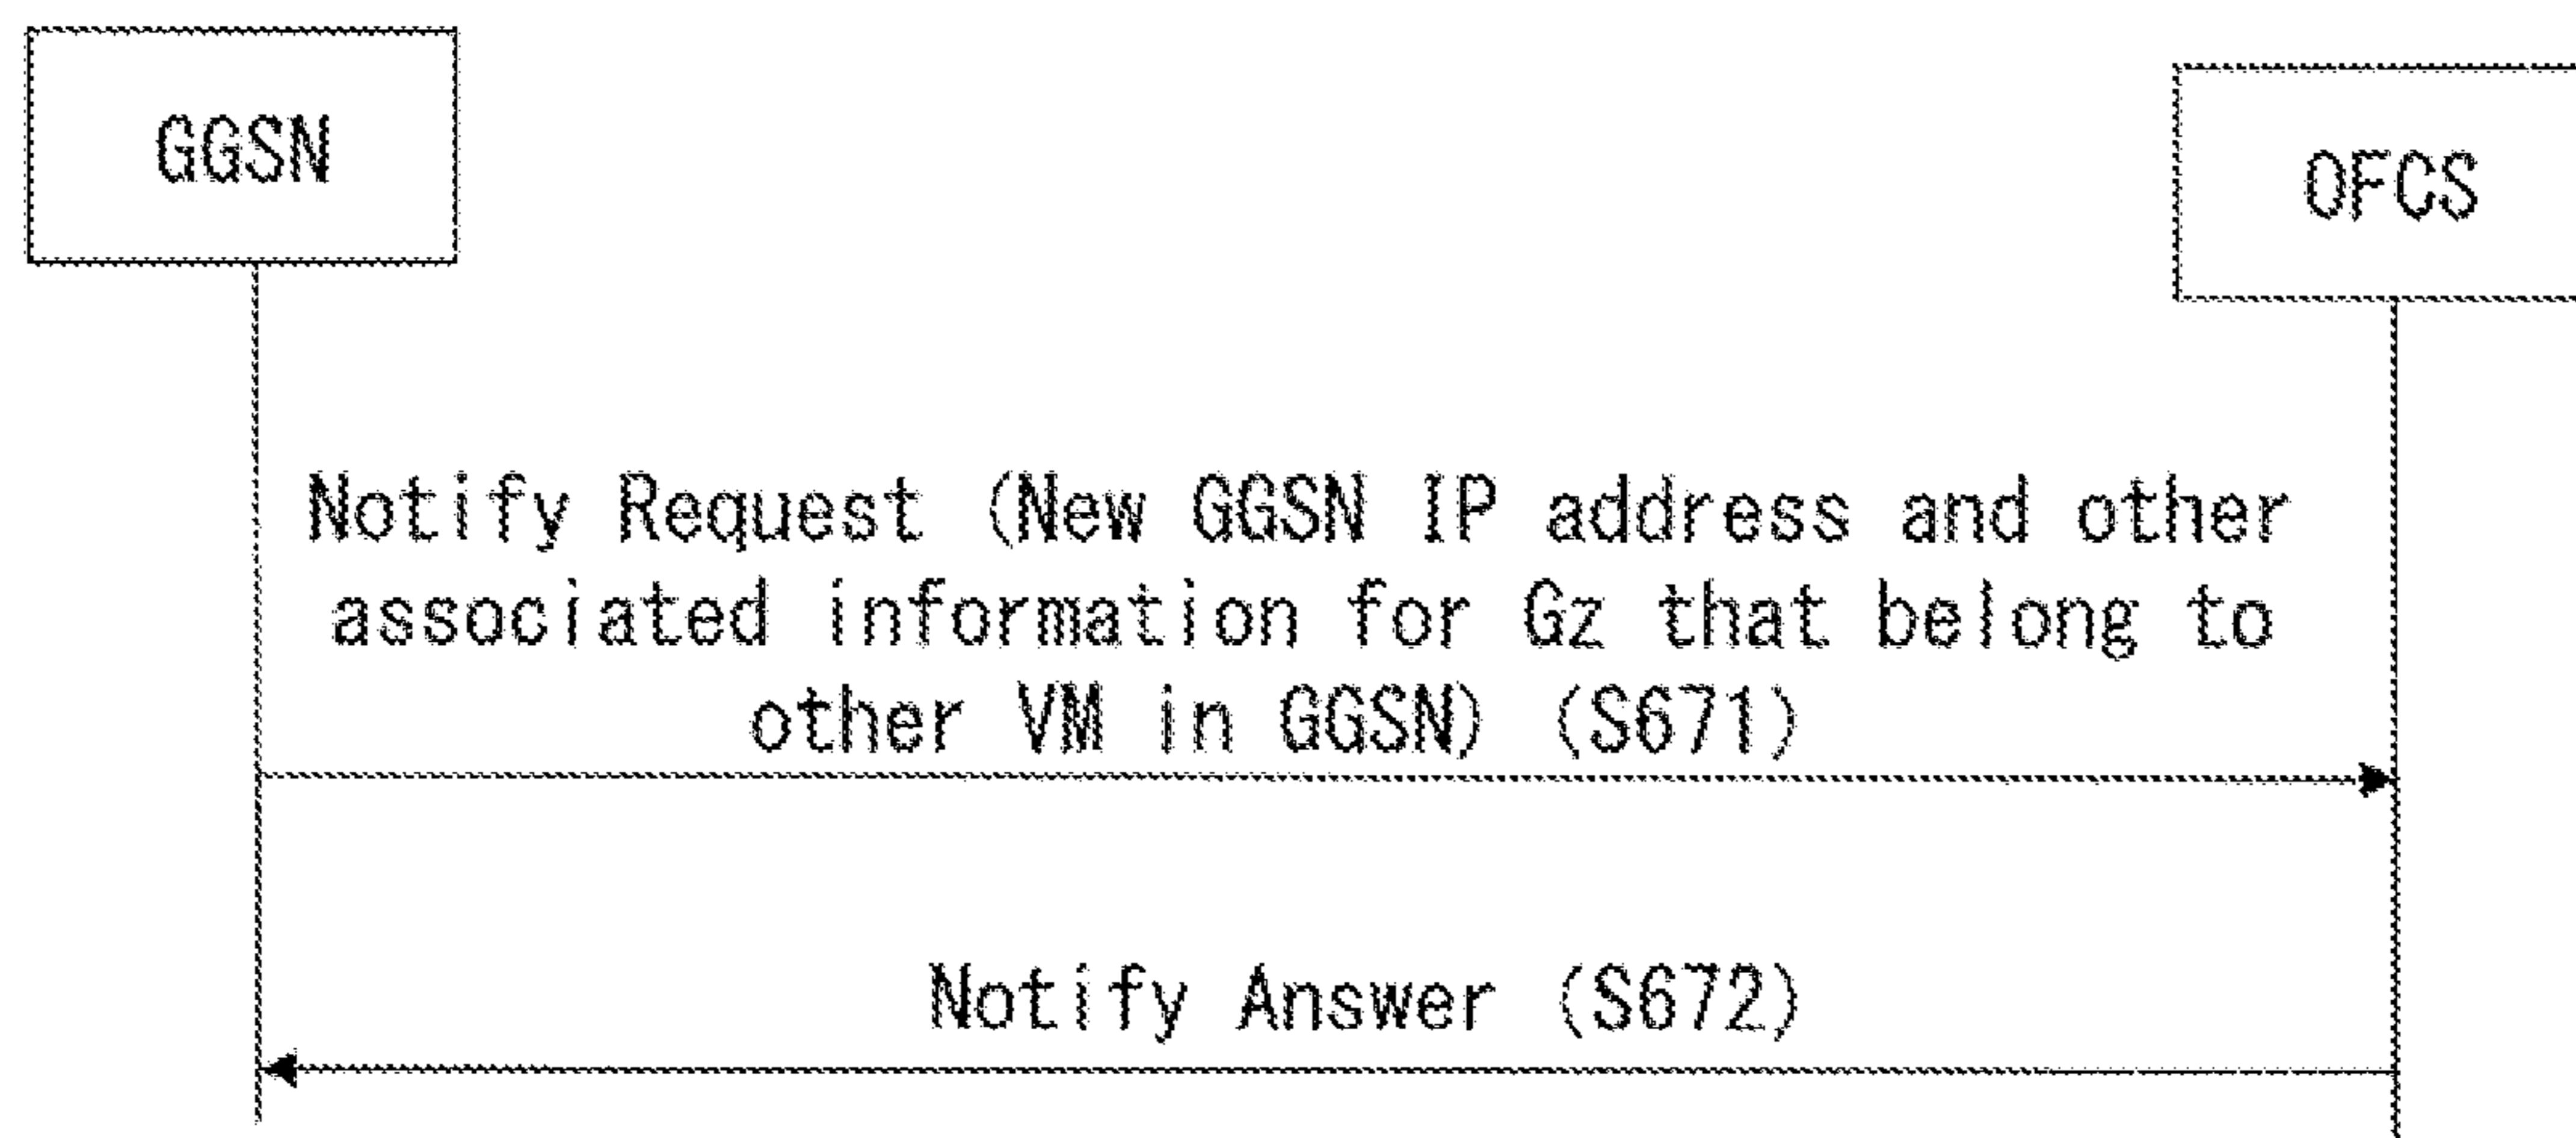 GGSN
OFCS
Notify Request (New GGSN IP address and other
associated information for Gz that belong to
other VM in GGSN) (S671)
Notify Answer (S672)